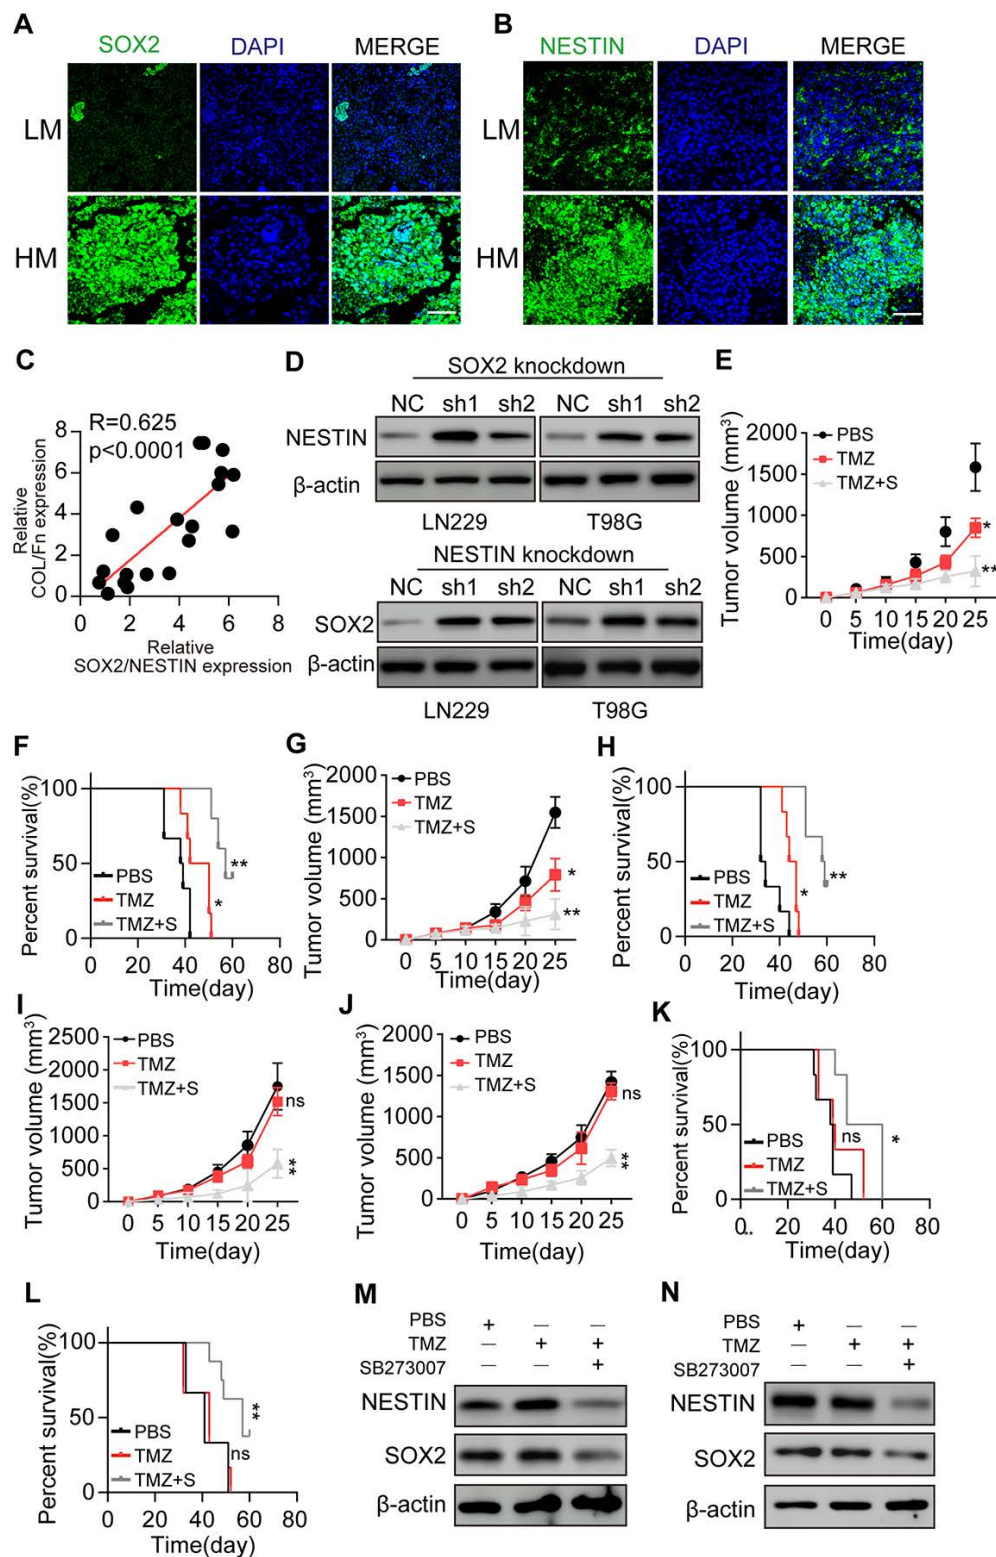 A
SOX2 DAPI MERGE
LM
HM
B
NESTIN DAPI MERGE
LM
HM
C
R=0.625
p<0.0001
Relative
COL/Fn expression
8
6
4
2
0
0 2 4 6 8
Relative
SOX2/NESTIN expression
D
SOX2 knockdown
NC sh1 sh2 NC sh1 sh2
NESTIN
β-actin
LN229 T98G
NESTIN knockdown
NC sh1 sh2 NC sh1 sh2
SOX2
β-actin
LN229 T98G
E
Tumor volume (mm³)
2000
1500
1000
500
0
PBS
TMZ
TMZ+S
*
**
0 5 10 15 20 25
Time(day)
F
Percent survival(%)
100
50
0
PBS
TMZ
TMZ+S
**
*
0 20 40 60 80
Time(day)
G
Tumor volume (mm³)
2000
1500
1000
500
0
PBS
TMZ
TMZ+S
*
**
0 5 10 15 20 25
Time(day)
H
Percent survival(%)
100
50
0
PBS
TMZ
TMZ+S
**
*
0 20 40 60 80
Time(day)
I
Tumor volume (mm³)
2500
2000
1500
1000
500
0
PBS
TMZ
TMZ+S
ns
**
0 5 10 15 20 25
Time(day)
J
Tumor volume (mm³)
2000
1500
1000
500
0
PBS
TMZ
TMZ+S
ns
**
0 5 10 15 20 25
Time(day)
K
Percent survival(%)
100
50
0
PBS
TMZ
TMZ+S
ns
*
0.. 20 40 60 80
Time(day)
L
Percent survival(%)
100
50
0
PBS
TMZ
TMZ+S
**
ns
0 20 40 60 80
Time(day)
M
PBS + — —
TMZ — + +
SB273007 — — +
NESTIN
SOX2
β-actin
N
PBS + — —
TMZ — + +
SB273007 — — +
NESTIN
SOX2
β-actin